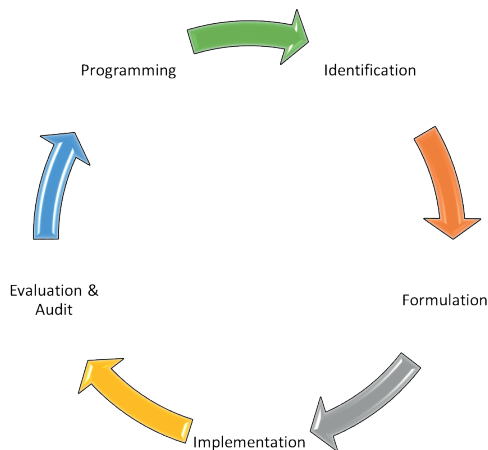 Programming
Identification
Formulation
Implementation
Evaluation &
Audit